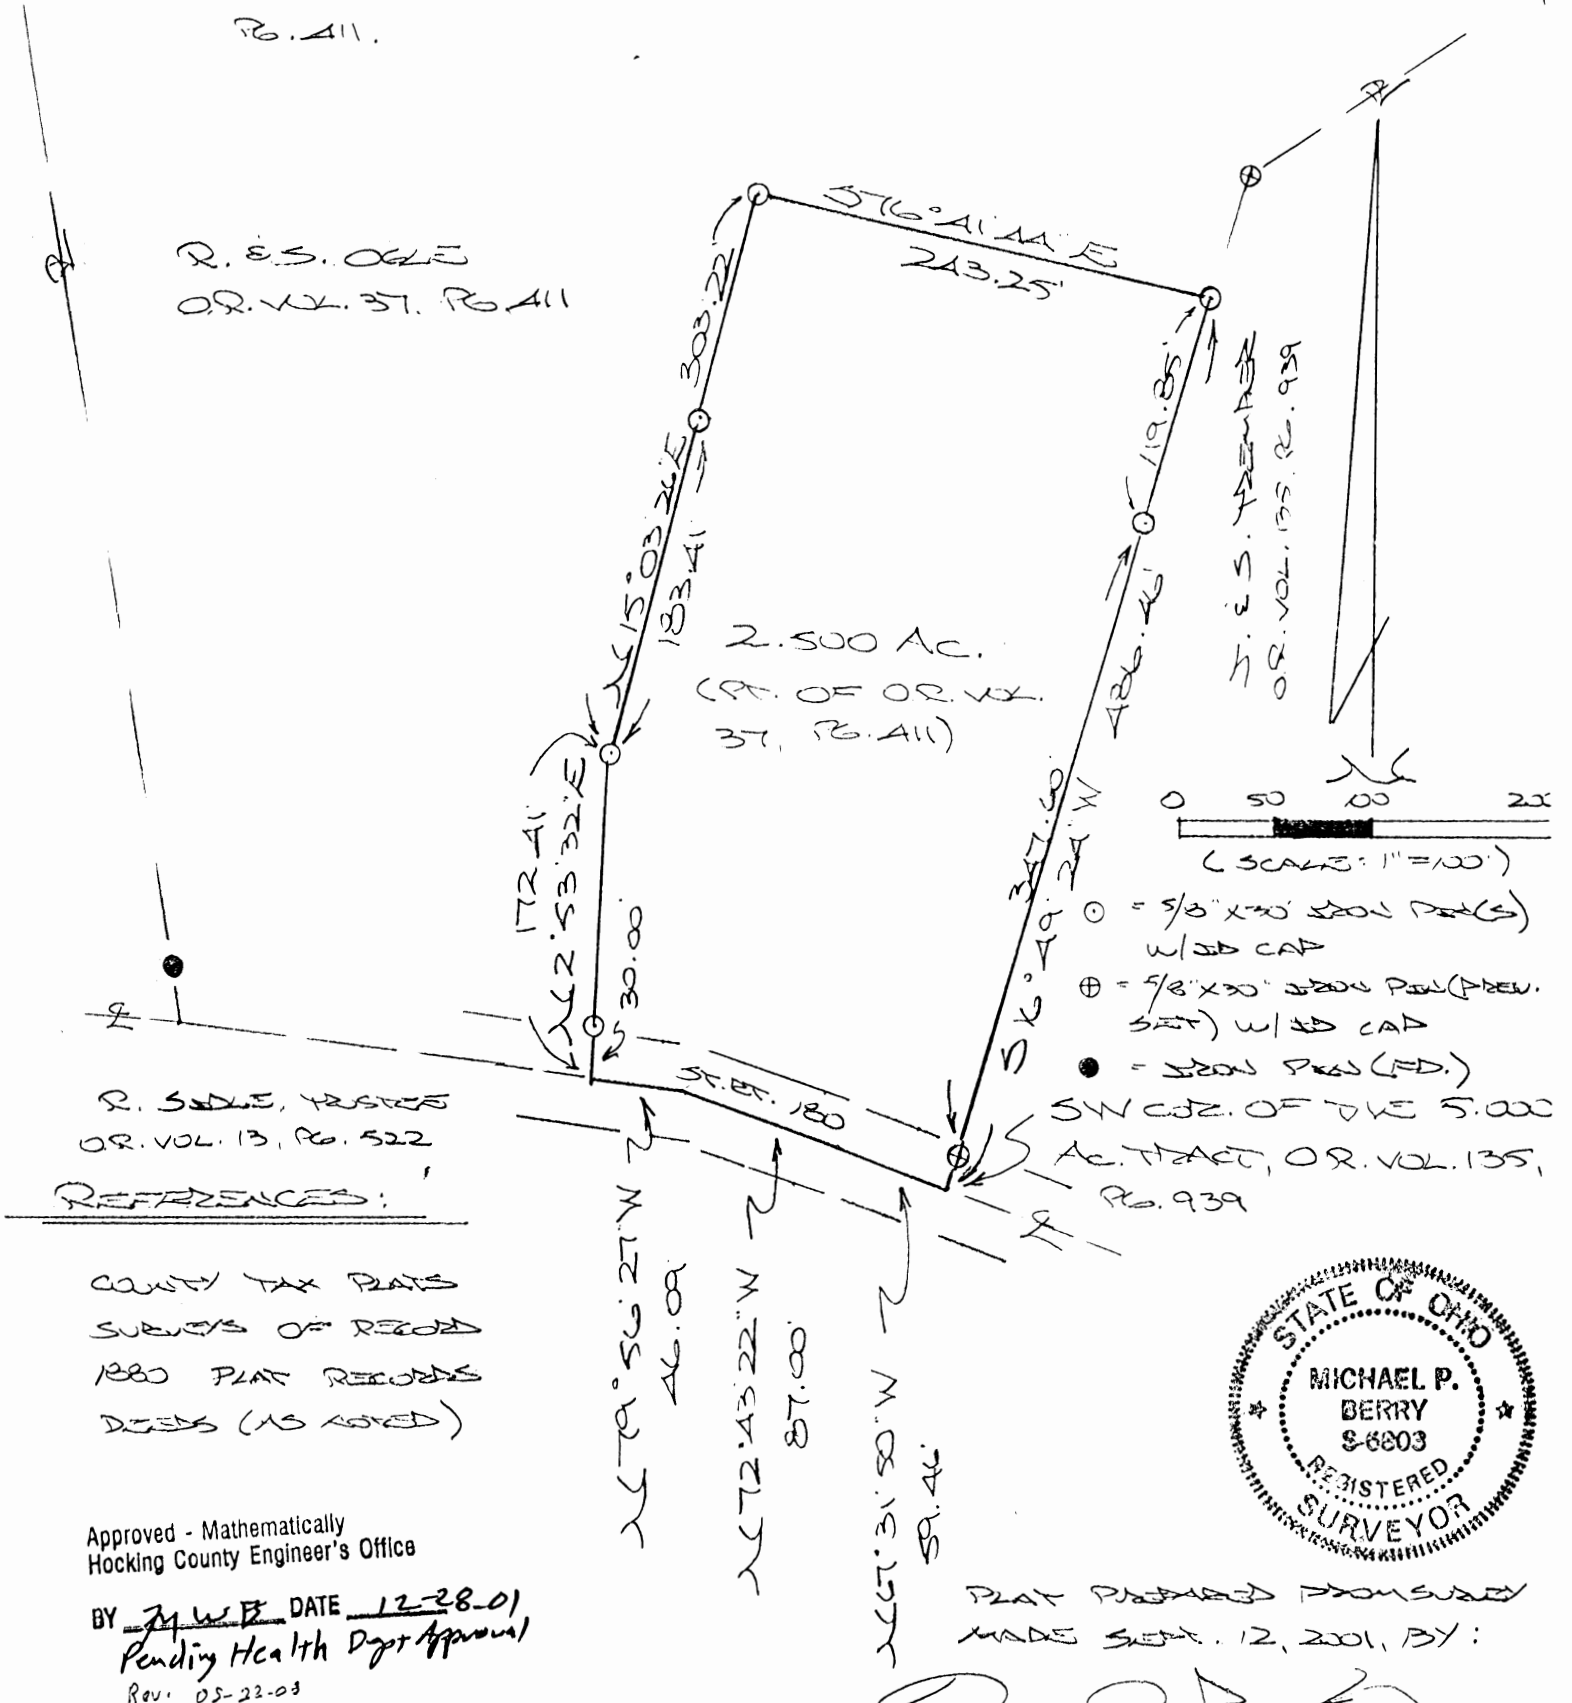 PG. 411.
R. & S. OGLE
O.R. VOL. 37, PG. 411
S76°41'44"E
243.25'
303.22'
N15°03'26"E
183.41'
119.85'
486.46'
347.60'
S16°49'24"W
J. & S.
O.R. VOL. 135, PG. 939
2.500 AC.
(PT. OF O.R. VOL.
37, PG. 411)
172.41'
N2°53'32"E
30.00'
N
0 50 100 20
(SCALE: 1"=100')
⊙ = 5/8"X30" IRON PIN(S)
W/ID CAP
⊕ = 5/8"X30" IRON PIN (PREV.
SET) W/ID CAP
● = IRON PIN (FD.)
SW COR. OF THE 5.000
AC. TRACT, O.R. VOL. 135,
PG. 939
ST. RT. 180
R. SIDLE, TRUSTEE
O.R. VOL. 13, PG. 522
REFERENCES:
COUNTY TAX PLATS
SURVEYS OF RECORD
1880 PLAT RECORDS
DEEDS (AS NOTED)
N79°56'27"W
46.09'
N72°43'22"W
87.00'
N67°31'50"W
59.46'
STATE OF OHIO
MICHAEL P.
BERRY
S-6803
REGISTERED
SURVEYOR
Approved - Mathematically
Hocking County Engineer's Office
BY DATE 12-28-01
Pending Health Dept Approval
Rev. 05-23-03
PLAT PREPARED FROM SURVEY
MADE SEPT. 12, 2001, BY: